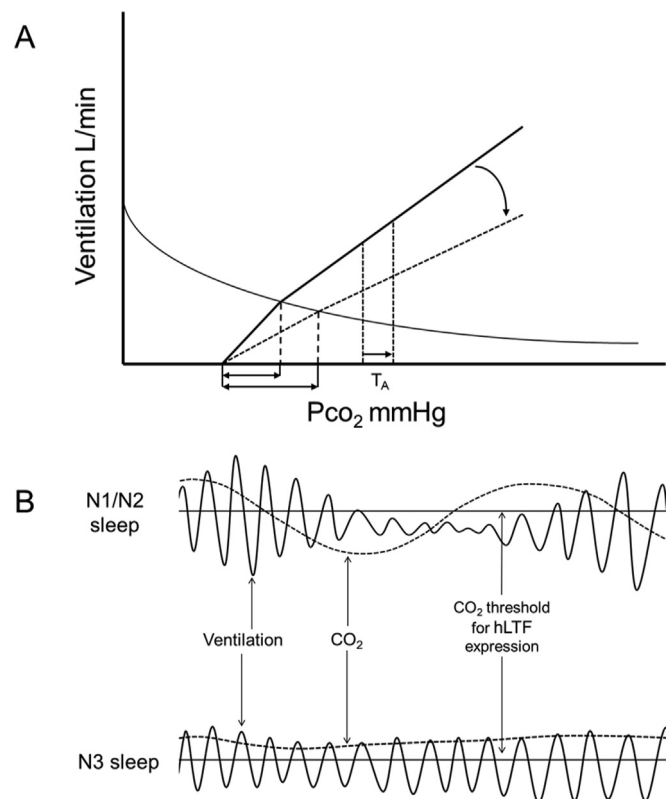 A
Ventilation L/min
TA
Pco2 mmHg
B
N1/N2
sleep
Ventilation
CO2
CO2 threshold
for hLTF
expression
N3 sleep